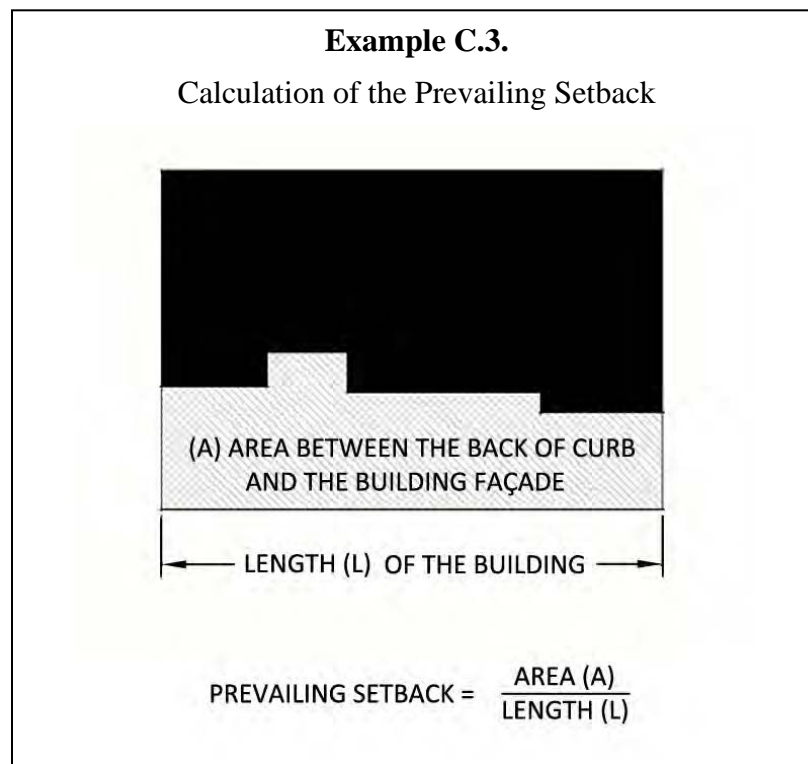 Example C.3.
Calculation of the Prevailing Setback
(A) AREA BETWEEN THE BACK OF CURB
AND THE BUILDING FAÇADE
LENGTH (L) OF THE BUILDING
PREVAILING SETBACK = AREA (A)
LENGTH (L)